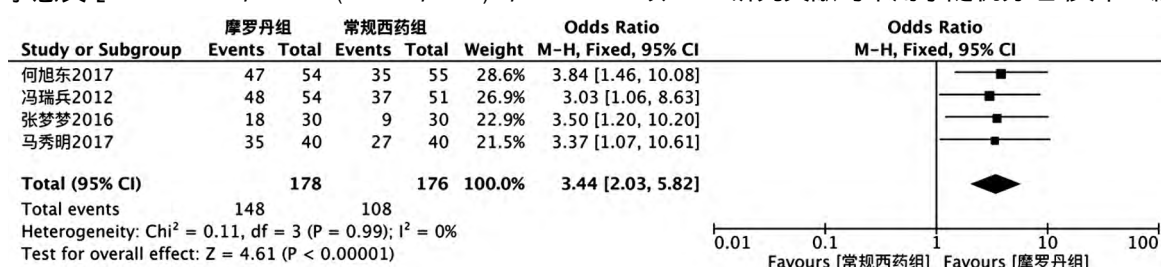 摩罗丹组 常规西药组 Odds Ratio Odds Ratio
Study or Subgroup Events Total Events Total Weight M-H, Fixed, 95% CI M-H, Fixed, 95% CI
何旭东2017 47 54 35 55 28.6% 3.84 [1.46, 10.08]
冯瑞兵2012 48 54 37 51 26.9% 3.03 [1.06, 8.63]
张梦梦2016 18 30 9 30 22.9% 3.50 [1.20, 10.20]
马秀明2017 35 40 27 40 21.5% 3.37 [1.07, 10.61]
Total (95% CI) 178 176 100.0% 3.44 [2.03, 5.82]
Total events 148 108
Heterogeneity: Chi² = 0.11, df = 3 (P = 0.99); I² = 0%
Test for overall effect: Z = 4.61 (P < 0.00001)
0.01 0.1 1 10 100
Favours [常规西药组] Favours [摩罗丹组]